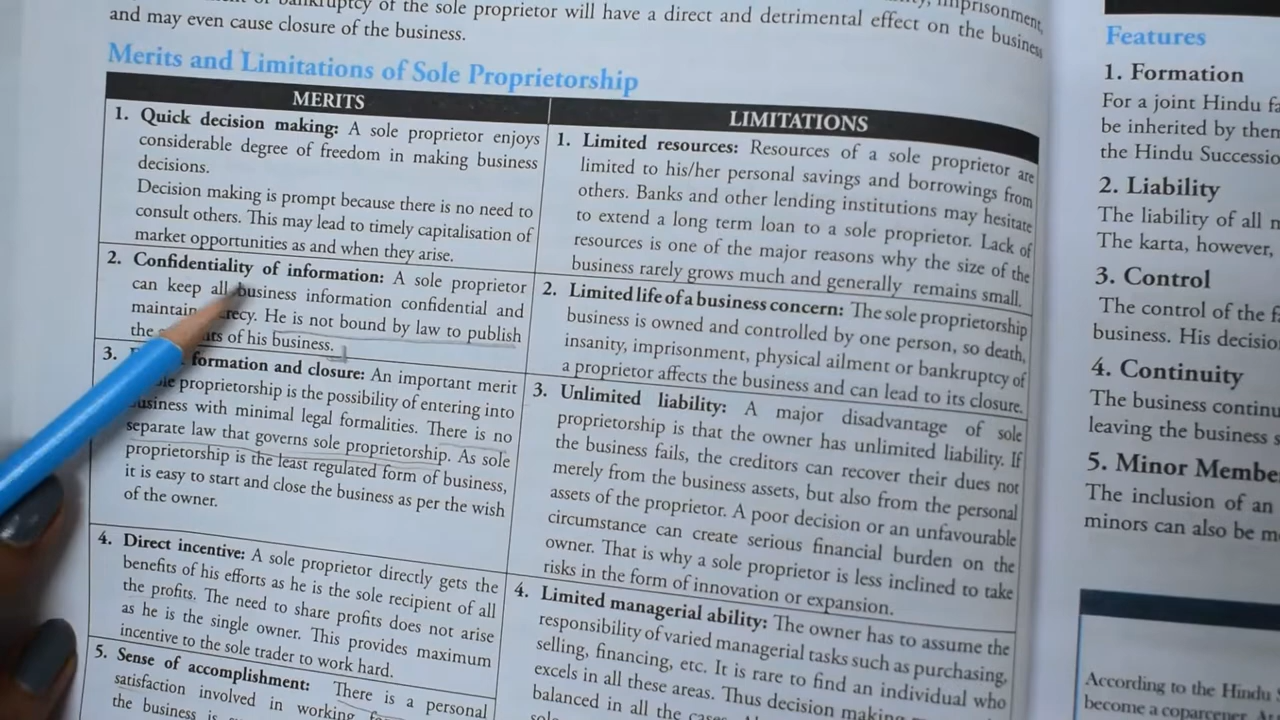 of bankruptcy of the sole proprietor will have a direct and detrimental effect on the business
and may even cause closure of the business.
Merits and Limitations of Sole Proprietorship
MERITS
1. Quick decision making: A sole proprietor enjoys
considerable degree of freedom in making business
decisions.
Decision making is prompt because there is no need to
consult others. This may lead to timely capitalisation of
market opportunities as and when they arise.
2. Confidentiality of information: A sole proprietor
can keep all business information confidential and
maintain He is not bound by law to publish
the of his business.
3. formation and closure: An important merit
proprietorship is the possibility of entering into
business with minimal legal formalities. There is no
separate law that governs sole proprietorship. As sole
proprietorship is the least regulated form of business,
it is easy to start and close the business as per the wish
of the owner.
4. Direct incentive: A sole proprietor directly gets the
benefits of his efforts as he is the sole recipient of all
the profits. The need to share profits does not arise
as he is the single owner. This provides maximum
incentive to the sole trader to work hard.
5. Sense of accomplishment: There is a personal
satisfaction involved in working
the business is
LIMITATIONS
1. Limited resources: Resources of a sole proprietor are
limited to his/her personal savings and borrowings from
others. Banks and other lending institutions may hesitate
to extend a long term loan to a sole proprietor. Lack of
resources is one of the major reasons why the size of the
business rarely grows much and generally remains small.
2. Limited life of a business concern: The sole proprietorship
business is owned and controlled by one person, so death,
insanity, imprisonment, physical ailment or bankruptcy of
a proprietor affects the business and can lead to its closure.
3. Unlimited liability: A major disadvantage of sole
proprietorship is that the owner has unlimited liability. If
the business fails, the creditors can recover their dues not
merely from the business assets, but also from the personal
assets of the proprietor. A poor decision or an unfavourable
circumstance can create serious financial burden on the
owner. That is why a sole proprietor is less inclined to take
risks in the form of innovation or expansion.
4. Limited managerial ability: The owner has to assume the
responsibility of varied managerial tasks such as purchasing,
selling, financing, etc. It is rare to find an individual who
excels in all these areas. Thus decision making
balanced in all the
Features
1. Formation
For a joint Hindu
be inherited by
the Hindu
2. Liability
The liability of all
The karta, however,
3. Control
The control of the
business. His
4. Continuity
The business
leaving the business
5. Minor
The inclusion of an
minors can also be
According to the Hindu
become a coparcener.